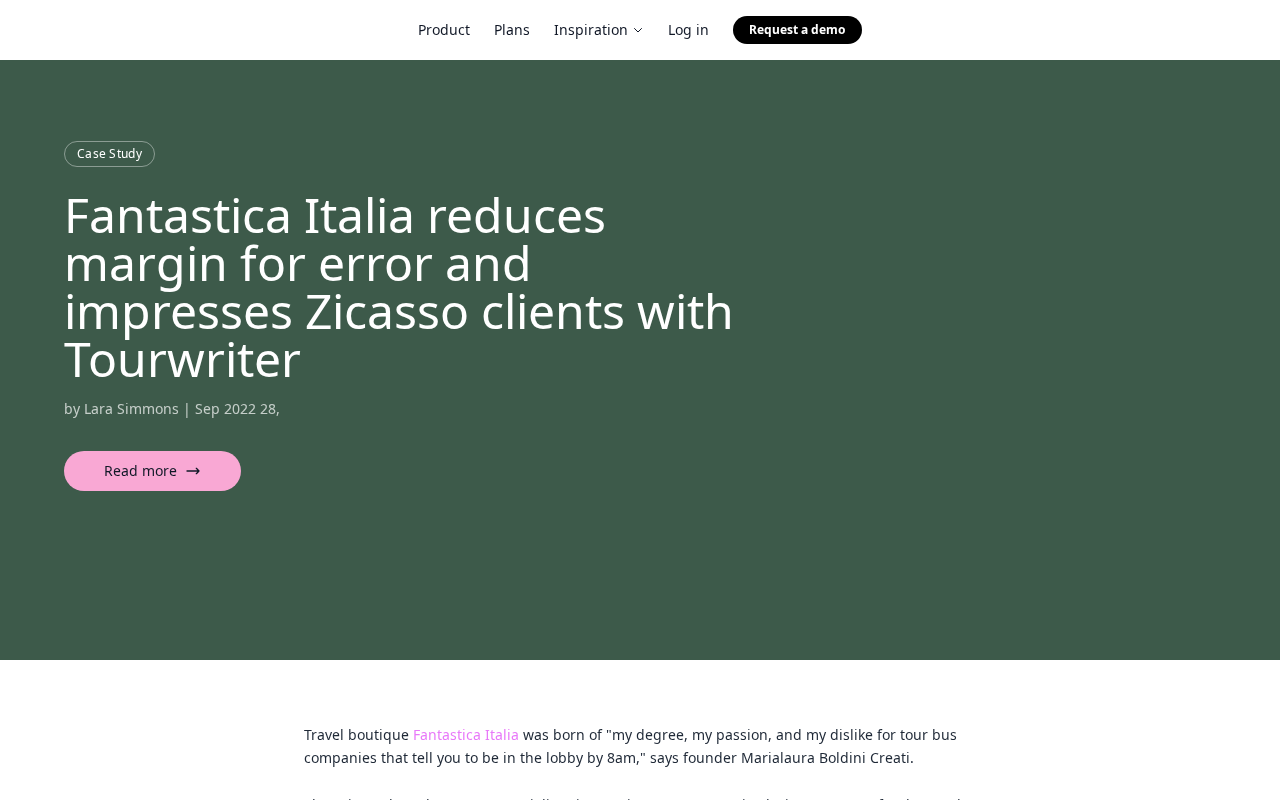 Product Plans Inspiration Log in Request a demo
Case Study
Fantastica Italia reduces
margin for error and
impresses Zicasso clients with
Tourwriter
by Lara Simmons | Sep 2022 28,
Read more
Travel boutique Fantastica Italia was born of "my degree, my passion, and my dislike for tour bus
companies that tell you to be in the lobby by 8am," says founder Marialaura Boldini Creati.